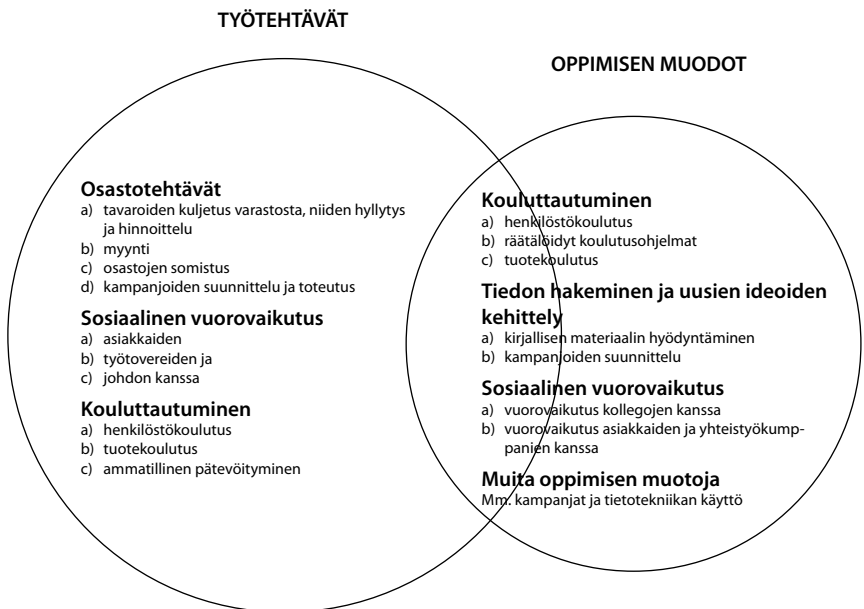 TYÖTEHTÄVÄT
Osastotehtävät
a) tavaroiden kuljetus varastosta, niiden hyllytys
ja hinnoittelu
b) myynti
c) osastojen somistus
d) kampanjoiden suunnittelu ja toteutus
Sosiaalinen vuorovaikutus
a) asiakkaiden
b) työtovereiden ja
c) johdon kanssa
Kouluttautuminen
a) henkilöstökoulutus
b) tuotekoulutus
c) ammatillinen pätevöityminen
OPPIMISEN MUODOT
Kouluttautuminen
a) henkilöstökoulutus
b) räätälöidyt koulutusohjelmat
c) tuotekoulutus
Tiedon hakeminen ja uusien ideoiden
kehittely
a) kirjallisen materiaalin hyödyntäminen
b) kampanjoiden suunnittelu
Sosiaalinen vuorovaikutus
a) vuorovaikutus kollegojen kanssa
b) vuorovaikutus asiakkaiden ja yhteistyökump-
panien kanssa
Muita oppimisen muotoja
Mm. kampanjat ja tietotekniikan käyttö